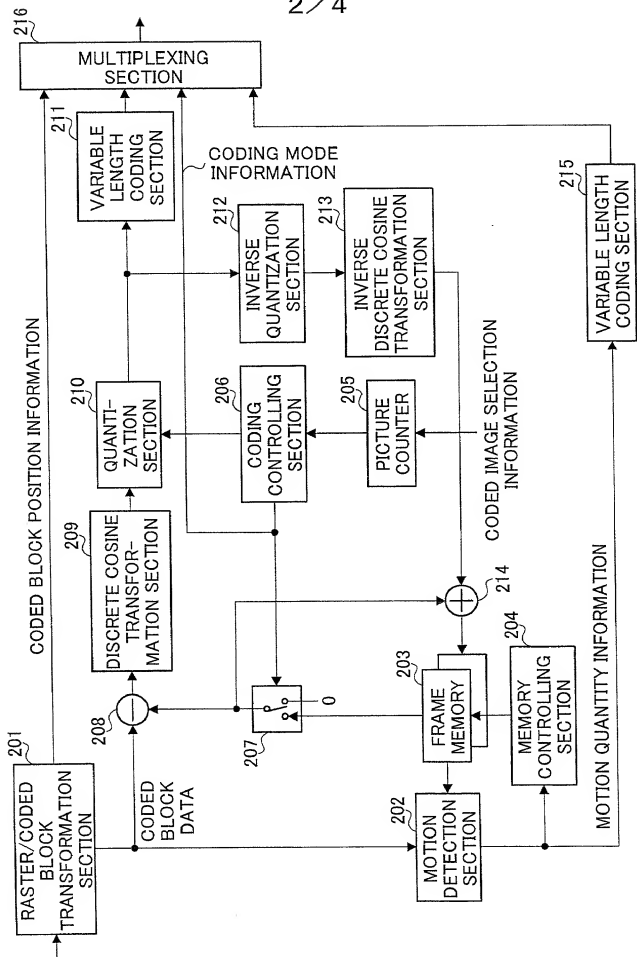 2/4
216
MULTIPLEXING
SECTION
211
VARIABLE
LENGTH
CODING
SECTION
CODING MODE
INFORMATION
212
INVERSE
QUANTIZATION
SECTION
213
INVERSE
DISCRETE COSINE
TRANSFORMATION
SECTION
215
VARIABLE LENGTH
CODING SECTION
CODED BLOCK POSITION INFORMATION
210
QUANTI-
ZATION
SECTION
206
CODING
CONTROLLING
SECTION
205
PICTURE
COUNTER
CODED IMAGE SELECTION
INFORMATION
209
DISCRETE COSINE
TRANSFOR-
MATION SECTION
214
208
207
0
203
FRAME
MEMORY
204
MEMORY
CONTROLLING
SECTION
MOTION QUANTITY INFORMATION
201
RASTER/CODED
BLOCK
TRANSFORMATION
SECTION
CODED
BLOCK DATA
202
MOTION
DETECTION
SECTION